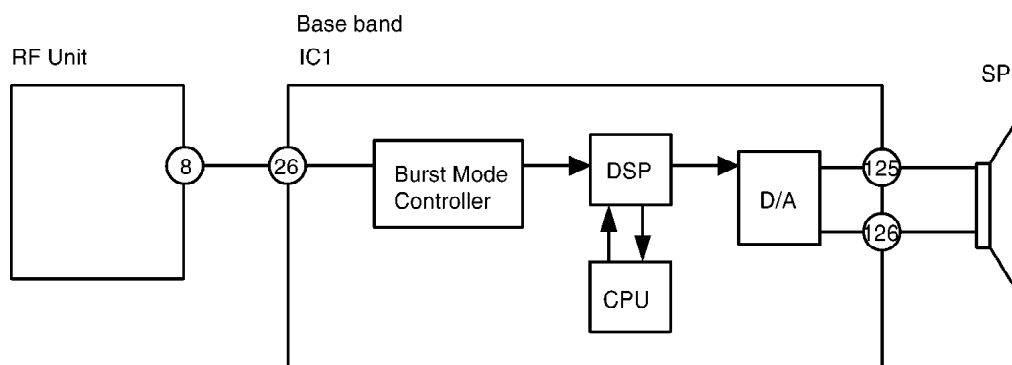 Base band
RF Unit
IC1
SP
8
26
Burst Mode
Controller
DSP
D/A
125
126
CPU